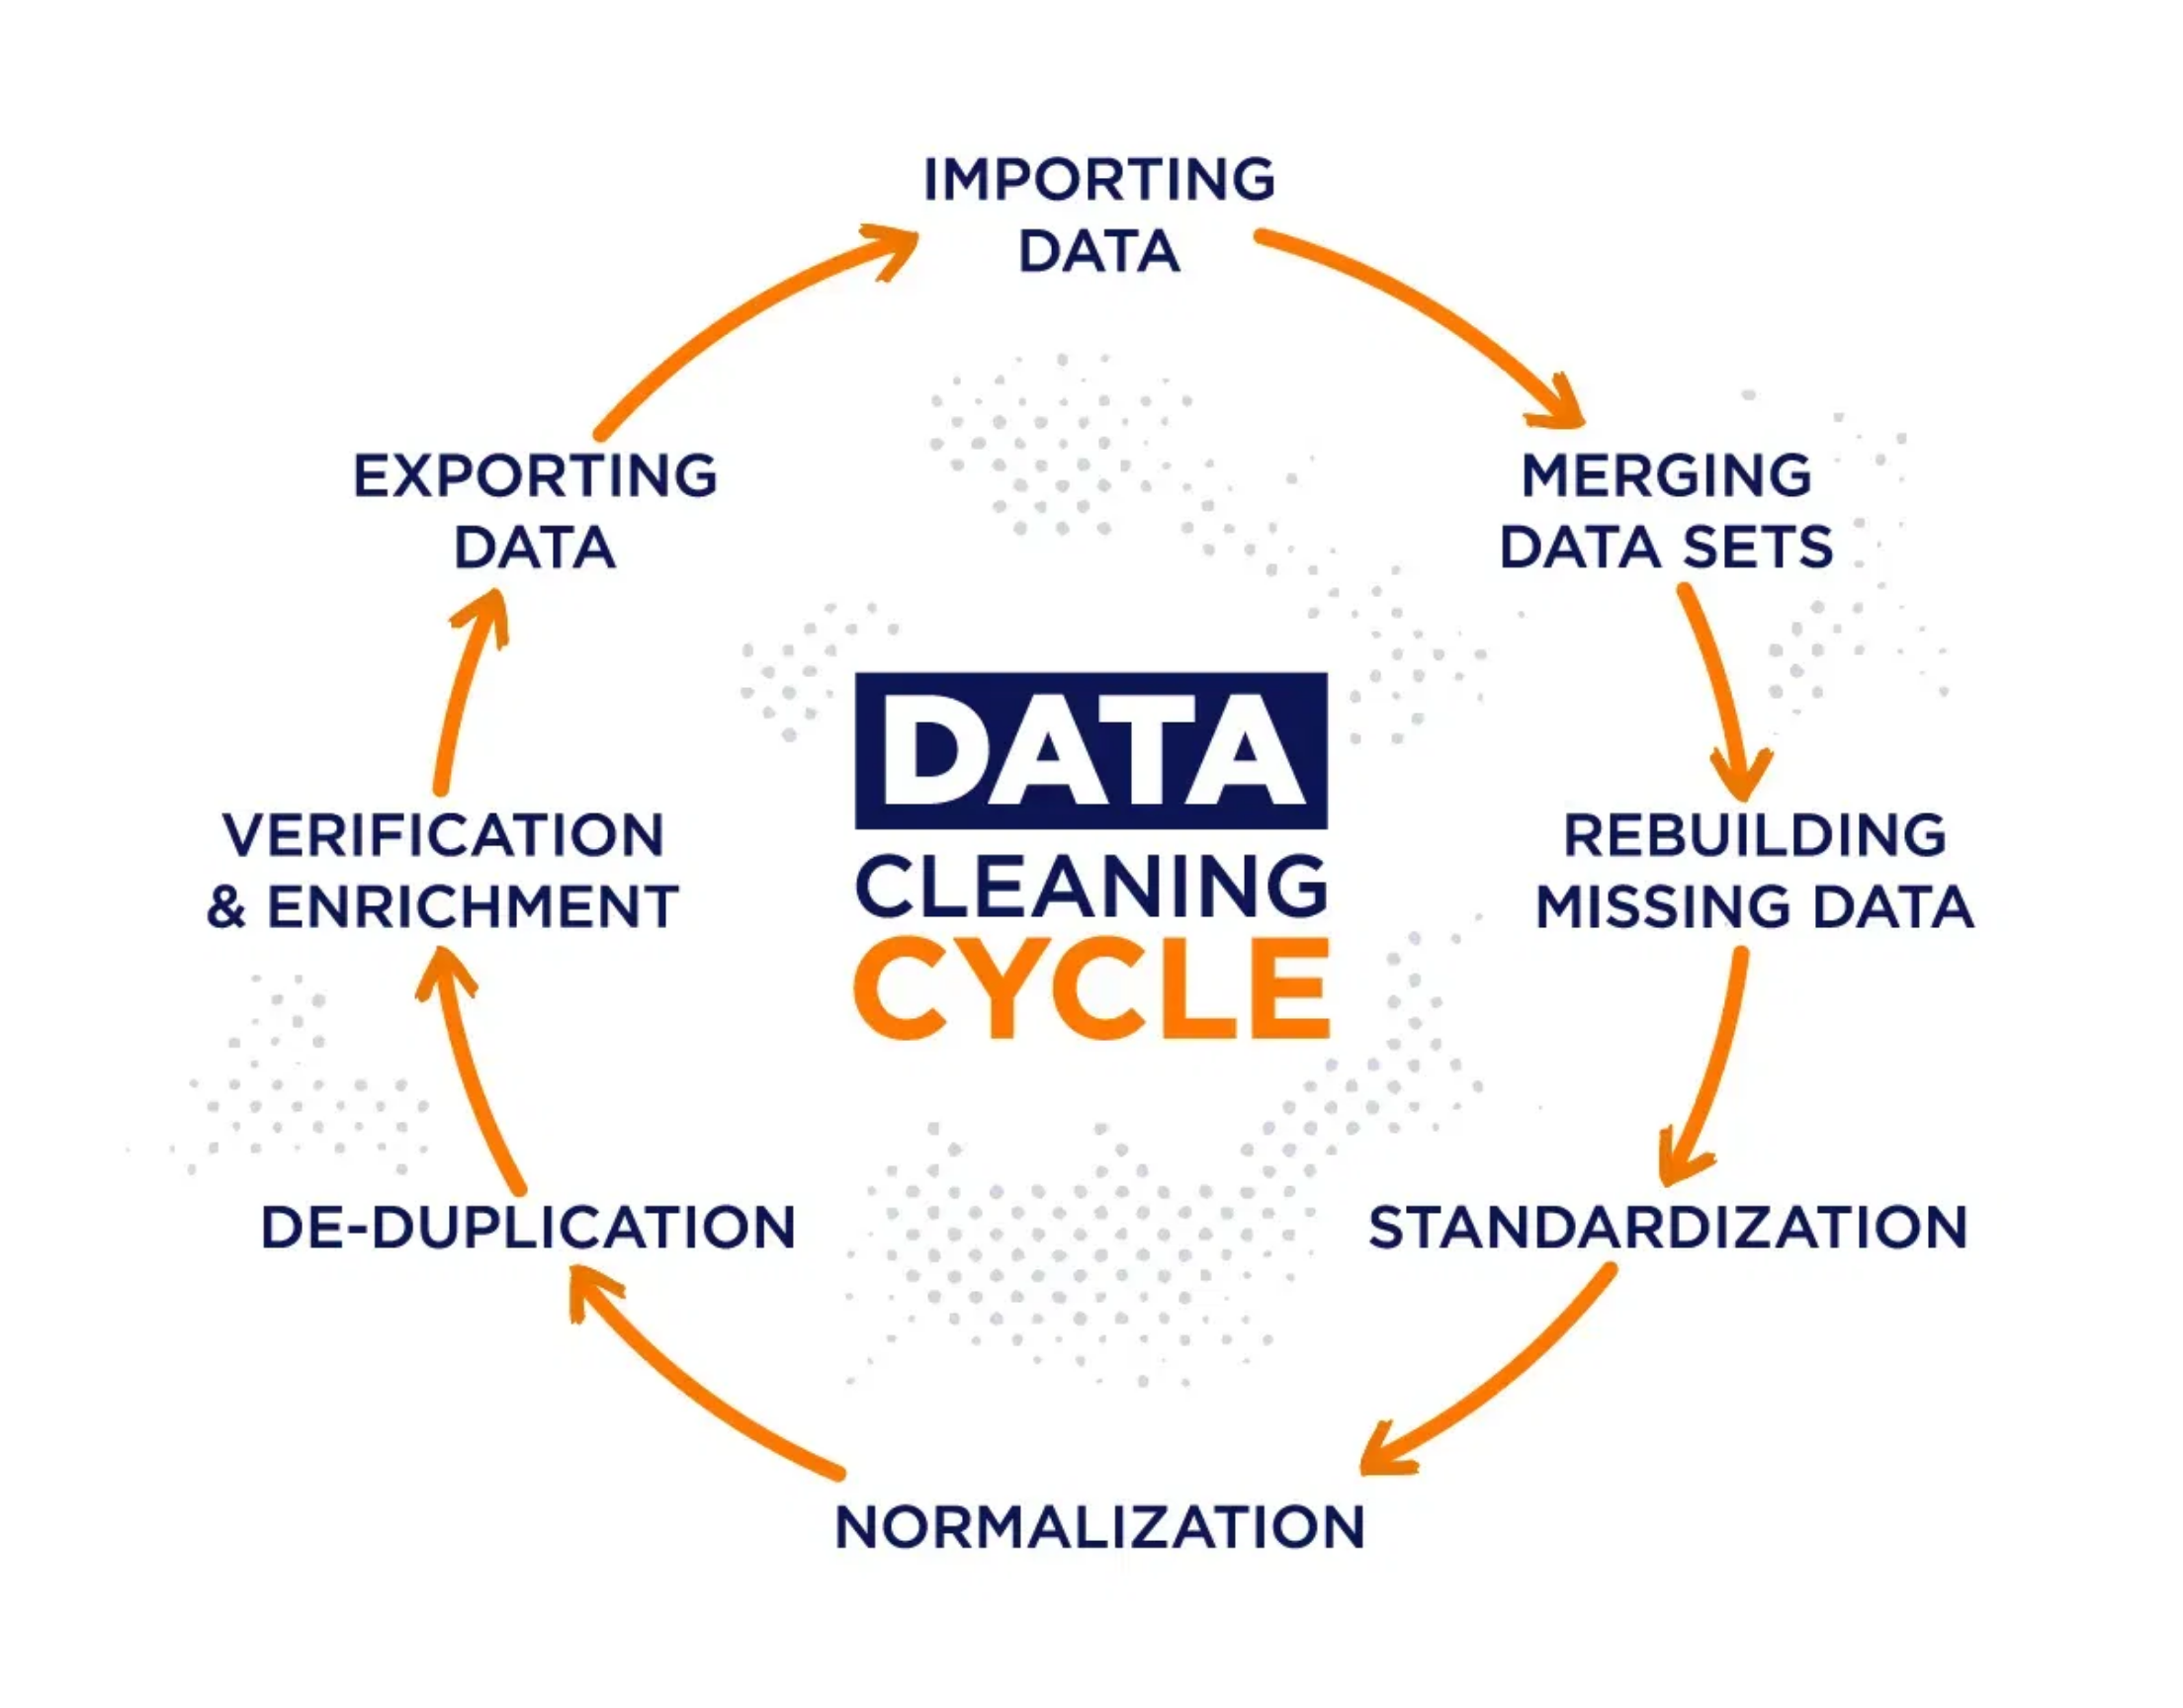 IMPORTING
DATA
MERGING
DATA SETS
REBUILDING
MISSING DATA
STANDARDIZATION
NORMALIZATION
DE-DUPLICATION
VERIFICATION
& ENRICHMENT
EXPORTING
DATA
DATA
CLEANING
CYCLE